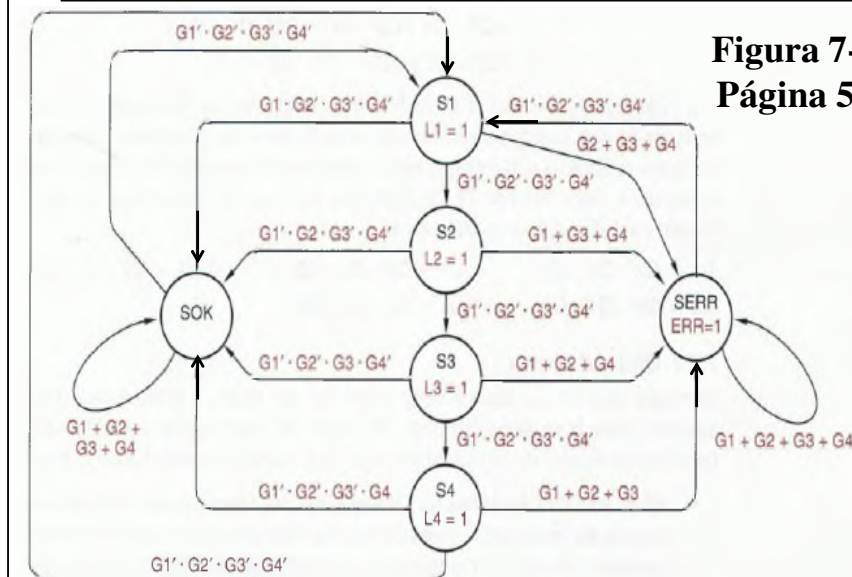 G1′ · G2′ · G3′ · G4′
Figura 7-
Página 5
S1
L1 = 1
G1 · G2′ · G3′ · G4′
G1′ · G2′ · G3′ · G4′
G2 + G3 + G4
G1′ · G2′ · G3′ · G4′
S2
L2 = 1
G1′ · G2 · G3′ · G4′
G1 + G3 + G4
SOK
G1′ · G2′ · G3′ · G4′
SERR
ERR=1
S3
L3 = 1
G1′ · G2′ · G3 · G4′
G1 + G2 + G4
G1 + G2 +
G3 + G4
G1′ · G2′ · G3′ · G4′
G1 + G2 + G3 + G4
S4
L4 = 1
G1′ · G2′ · G3′ · G4
G1 + G2 + G3
G1′ · G2′ · G3′ · G4′